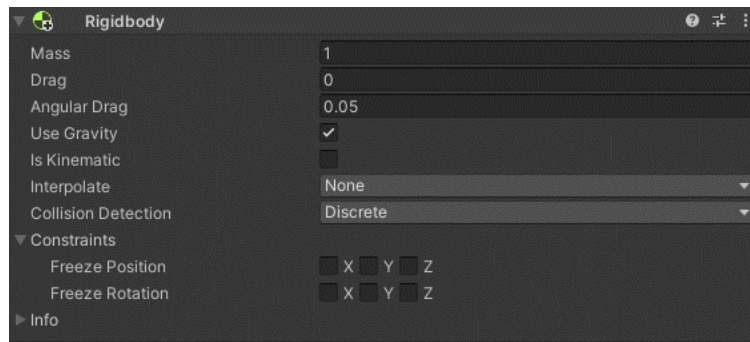 Rigidbody
Mass 1
Drag 0
Angular Drag 0.05
Use Gravity
Is Kinematic
Interpolate None
Collision Detection Discrete
Constraints
Freeze Position X Y Z
Freeze Rotation X Y Z
Info